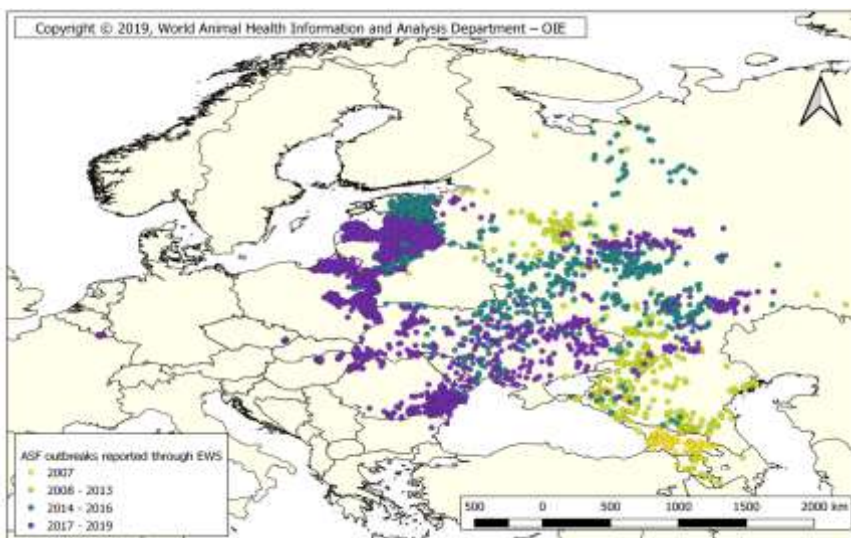 Copyright © 2019, World Animal Health Information and Analysis Department – OIE
ASF outbreaks reported through EWS
2007
2008 - 2013
2014 - 2016
2017 - 2019
500 0 500 1000 1500 2000 km